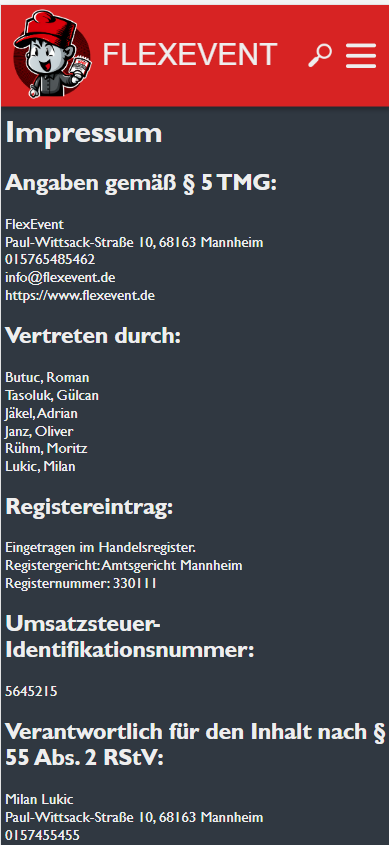 FLEXEVENT
Impressum
Angaben gemäß § 5 TMG:
FlexEvent
Paul-Wittsack-Straße 10, 68163 Mannheim
015765485462
info@flexevent.de
https://www.flexevent.de
Vertreten durch:
Butuc, Roman
Tasoluk, Gülcan
Jäkel, Adrian
Janz, Oliver
Rühm, Moritz
Lukic, Milan
Registereintrag:
Eingetragen im Handelsregister.
Registergericht: Amtsgericht Mannheim
Registernummer: 330111
Umsatzsteuer-
Identifikationsnummer:
5645215
Verantwortlich für den Inhalt nach §
55 Abs. 2 RStV:
Milan Lukic
Paul-Wittsack-Straße 10, 68163 Mannheim
0157455455